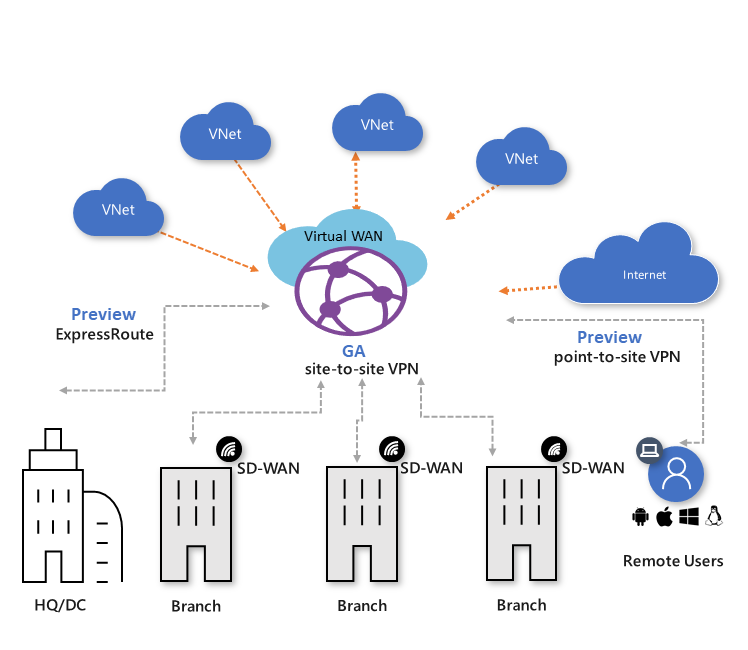 VNet
VNet
VNet
VNet
Virtual WAN
Internet
Preview
ExpressRoute
GA
site-to-site VPN
Preview
point-to-site VPN
SD-WAN
SD-WAN
SD-WAN
HQ/DC
Branch
Branch
Branch
Remote Users